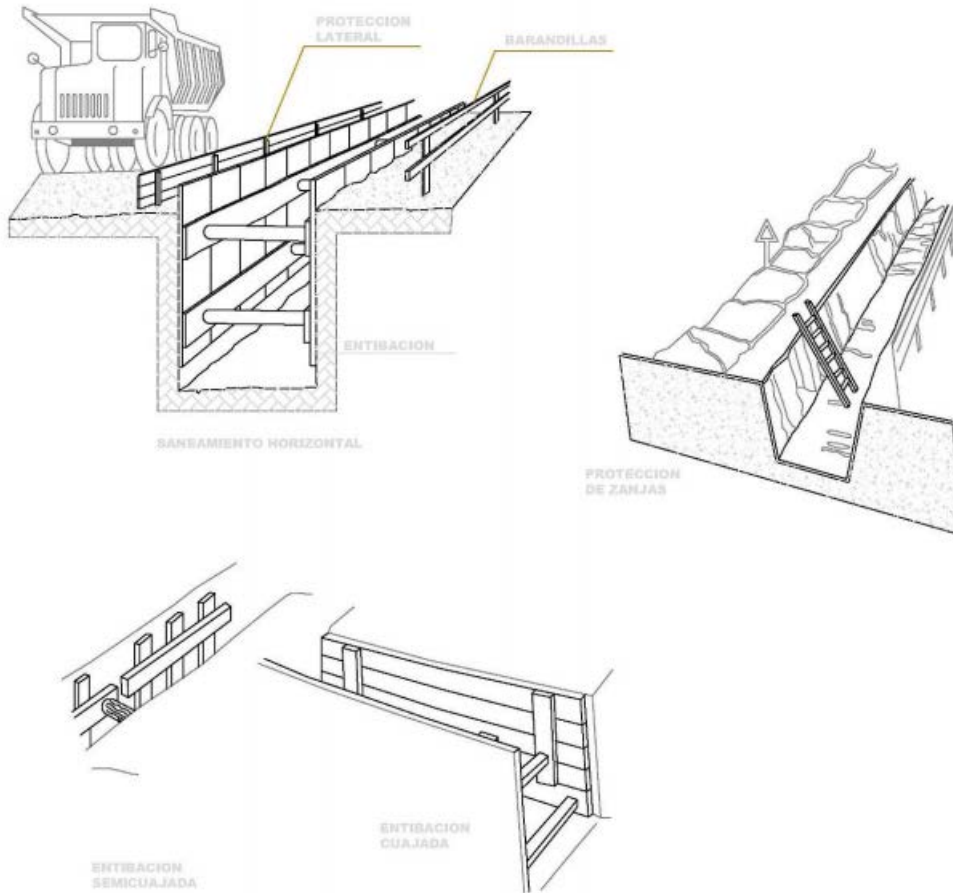 PROTECCION
LATERAL
BARANDILLAS
ENTIBACION
SANEAMIENTO HORIZONTAL
PROTECCION
DE ZANJAS
ENTIBACION
CUAJADA
ENTIBACION
SEMICUAJADA